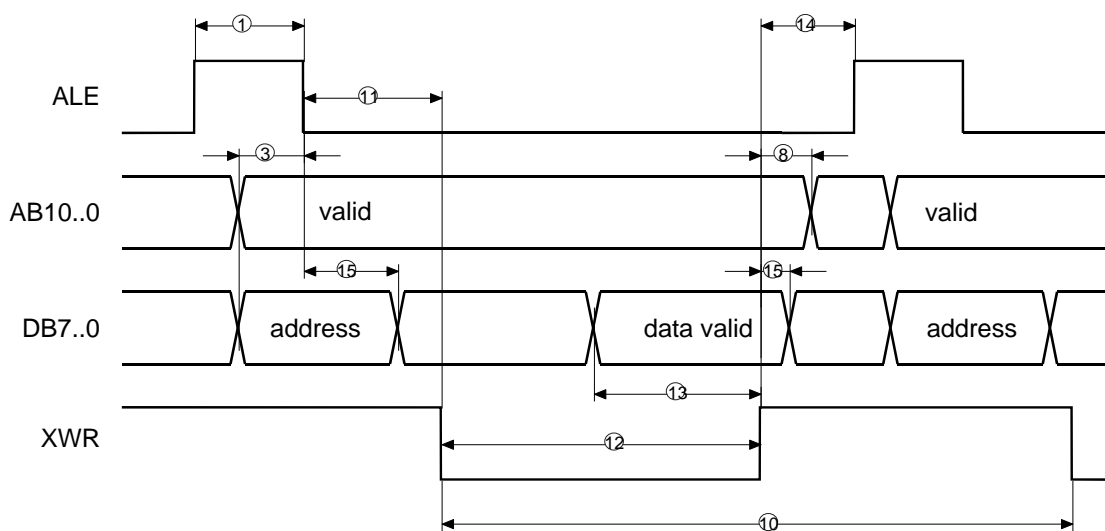 ① ⑭
ALE ⑪
③ ⑧
AB10..0 valid valid
⑮ ⑮
DB7..0 address data valid address
⑬
XWR ⑫
⑩